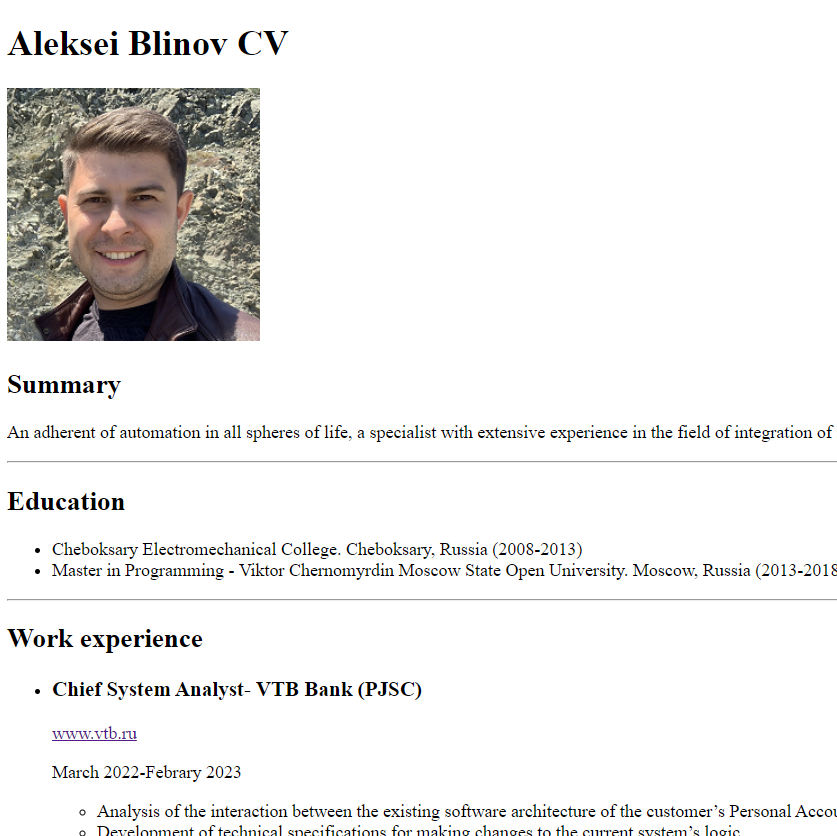 Aleksei Blinov CV
Summary
An adherent of automation in all spheres of life, a specialist with extensive experience in the field of integration of
Education
• Cheboksary Electromechanical College. Cheboksary, Russia (2008-2013)
• Master in Programming - Viktor Chernomyrdin Moscow State Open University. Moscow, Russia (2013-2018
Work experience
• Chief System Analyst- VTB Bank (PJSC)
www.vtb.ru
March 2022-Febrary 2023
◦ Analysis of the interaction between the existing software architecture of the customer’s Personal
◦ Development of technical specifications for making changes to the current system’s logic